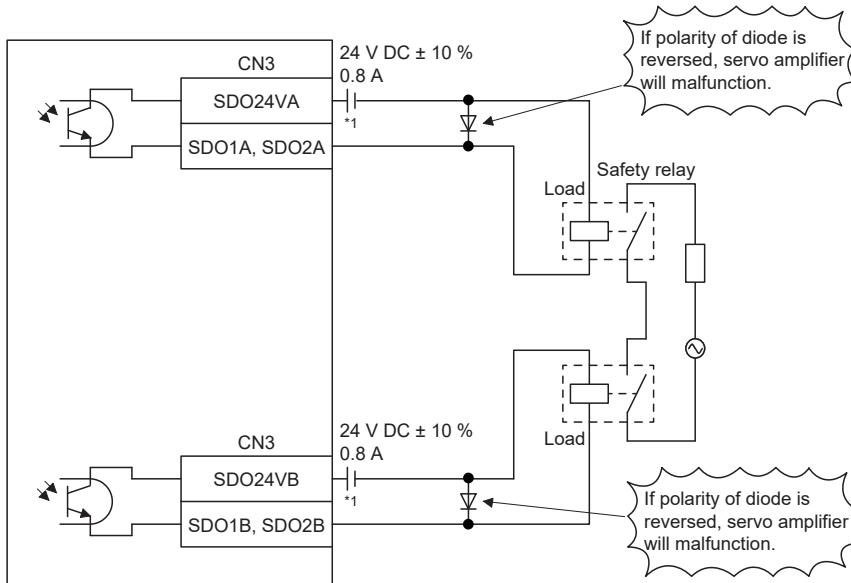 CN3
24 V DC ± 10 %
0.8 A
SDO24VA
*1
SDO1A, SDO2A
If polarity of diode is
reversed, servo amplifier
will malfunction.
Safety relay
Load
Load
CN3
24 V DC ± 10 %
0.8 A
SDO24VB
*1
SDO1B, SDO2B
If polarity of diode is
reversed, servo amplifier
will malfunction.